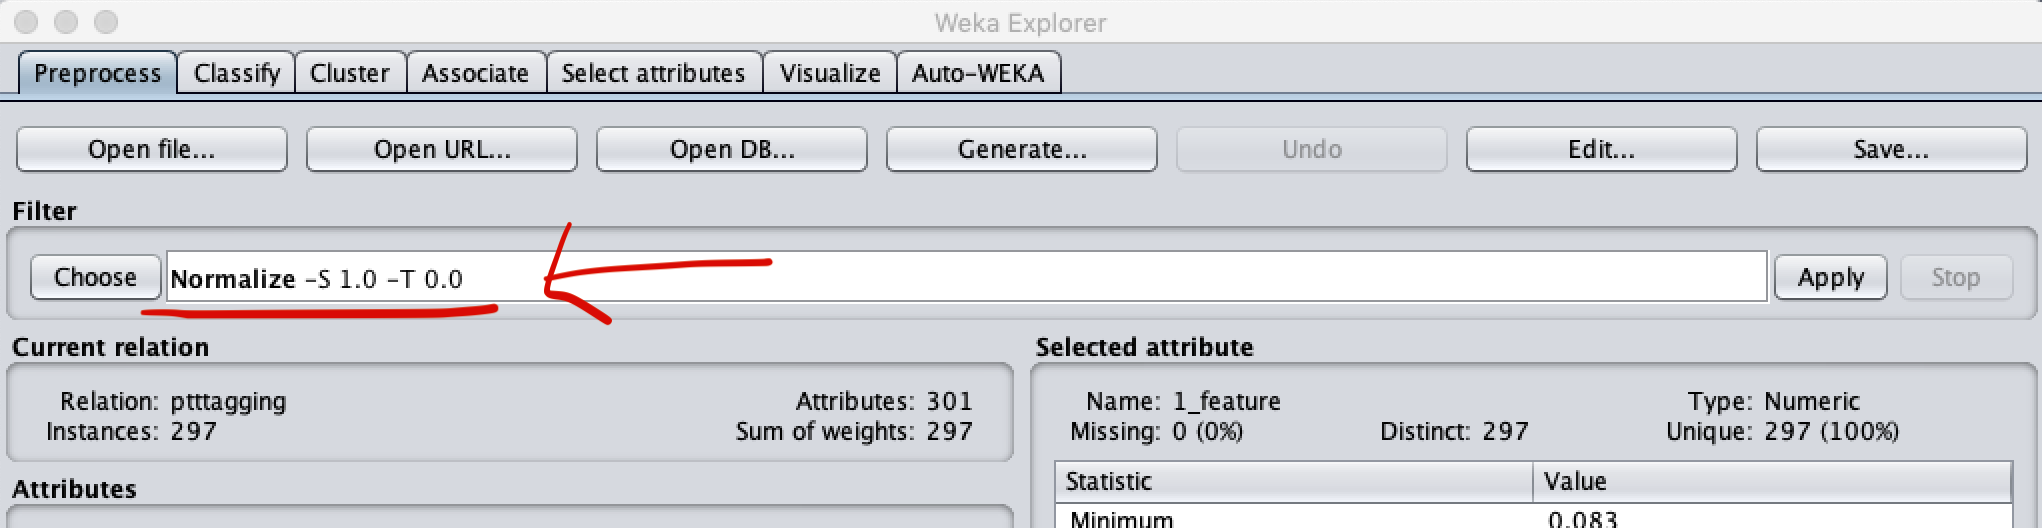 Weka Explorer
Preprocess Classify Cluster Associate Select attributes Visualize Auto-WEKA
Open file... Open URL... Open DB... Generate... Undo Edit... Save...
Filter
Choose Normalize -S 1.0 -T 0.0 Apply Stop
Current relation
Relation: ptttagging Attributes: 301
Instances: 297 Sum of weights: 297
Attributes
Selected attribute
Name: 1_feature Type: Numeric
Missing: 0 (0%) Distinct: 297 Unique: 297 (100%)
Statistic Value
Minimum 0.083